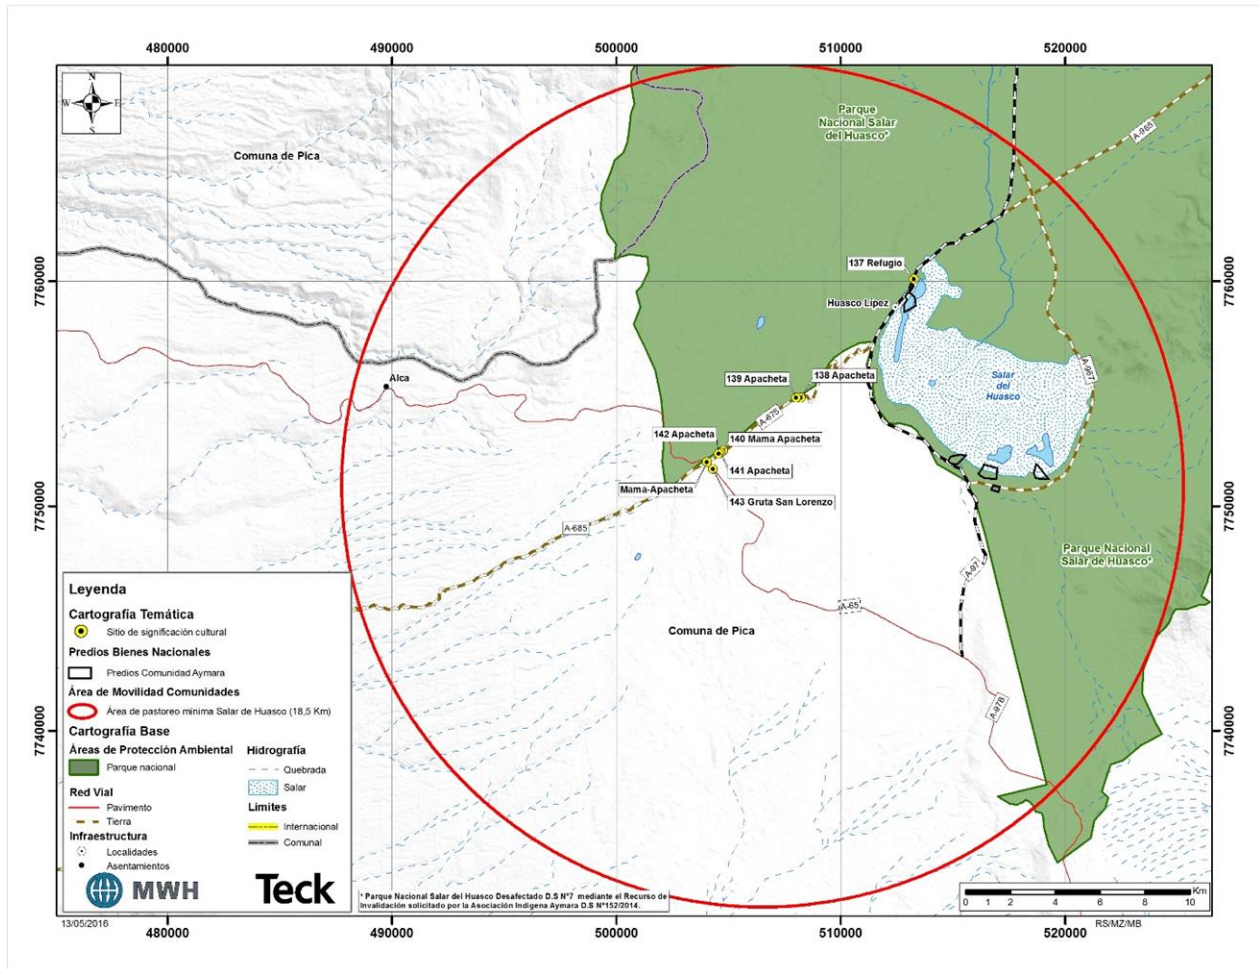 480000
490000
500000
510000
520000
N
W
E
S
Parque
Nacional Salar
del Huasco*
A-965
Comuna de Pica
7760000
7760000
137 Refugio
Huasco Lípez
Alca
139 Apacheta
138 Apacheta
Salar
del
Huasco
A-967
A-675
142 Apacheta
140 Mama Apacheta
141 Apacheta
Mama-Apacheta
143 Gruta San Lorenzo
7750000
7750000
A-685
Parque Nacional
Salar de Huasco*
A-97
A-65
Comuna de Pica
A-97B
7740000
7740000
Leyenda
Cartografía Temática
Sitio de significación cultural
Predios Bienes Nacionales
Predios Comunidad Aymara
Área de Movilidad Comunidades
Área de pastoreo minima Salar de Huasco (18,5 Km)
Cartografía Base
Áreas de Protección Ambiental
Parque nacional
Red Vial
Pavimento
Tierra
Infraestructura
Localidades
Asentamientos
Hidrografía
Quebrada
Salar
Limites
Internacional
Comunal
MWH
Teck
* Parque Nacional Salar del Huasco Desafectado D.S Nº7 mediante el Recurso de
Invalidación solicitado por la Asociación Indigena Aymara D.S Nº152/2014.
Km
0 1 2 4 6 8 10
13/05/2016
RS/MZ/MB
480000
490000
500000
510000
520000